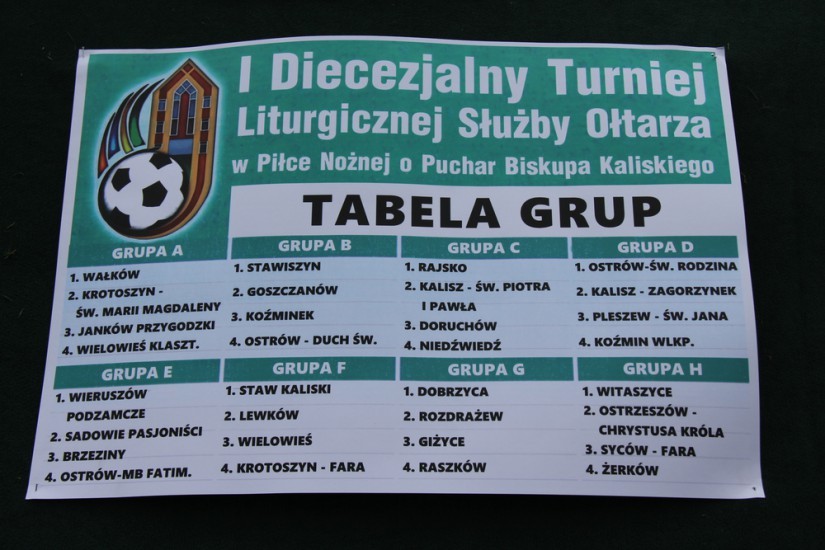 I Diecezjalny Turniej
Liturgicznej Służby Ołtarza
w Piłce Nożnej o Puchar Biskupa Kaliskiego
TABELA GRUP
GRUPA A
1. WAŁKÓW
2. KROTOSZYN -
ŚW. MARII MAGDALENY
3. JANKÓW PRZYGODZKI
4. WIELOWIEŚ KLASZT.
GRUPA B
1. STAWISZYN
2. GOSZCZANÓW
3. KOŹMINEK
4. OSTRÓW - DUCH ŚW.
GRUPA C
1. RAJSKO
2. KALISZ - ŚW. PIOTRA
I PAWŁA
3. DORUCHÓW
4. NIEDŹWIEDŹ
GRUPA D
1. OSTRÓW-ŚW. RODZINA
2. KALISZ - ZAGORZYNEK
3. PLESZEW - ŚW. JANA
4. KOŹMIN WLKP.
GRUPA E
1. WIERUSZÓW
PODZAMCZE
2. SADOWIE PASJONIŚCI
3. BRZEZINY
4. OSTRÓW-MB FATIM.
GRUPA F
1. STAW KALISKI
2. LEWKÓW
3. WIELOWIEŚ
4. KROTOSZYN - FARA
GRUPA G
1. DOBRZYCA
2. ROZDRAŻEW
3. GIŻYCE
4. RASZKÓW
GRUPA H
1. WITASZYCE
2. OSTRZESZÓW -
CHRYSTUSA KRÓLA
3. SYCÓW - FARA
4. ŻERKÓW